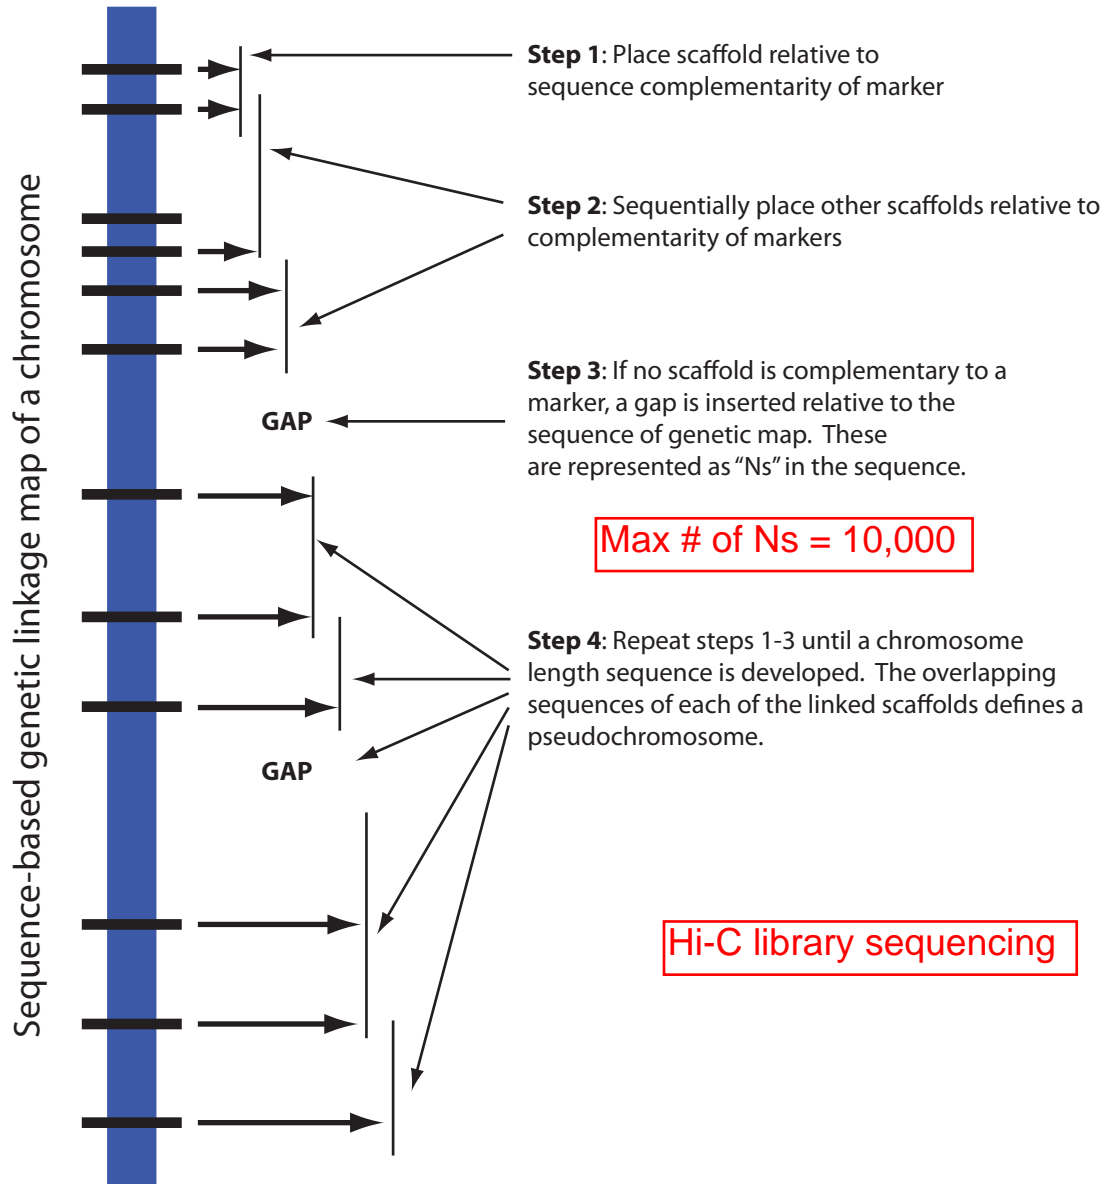 Sequence-based genetic linkage map of a chromosome
Step 1: Place scaffold relative to
sequence complementarity of marker
Step 2: Sequentially place other scaffolds relative to
complementarity of markers
Step 3: If no scaffold is complementary to a
marker, a gap is inserted relative to the
sequence of genetic map.  These
are represented as “Ns” in the sequence.
GAP
Max # of Ns = 10,000
Step 4: Repeat steps 1-3 until a chromosome
length sequence is developed.  The overlapping
sequences of each of the linked scaffolds defines a
pseudochromosome.
GAP
Hi-C library sequencing